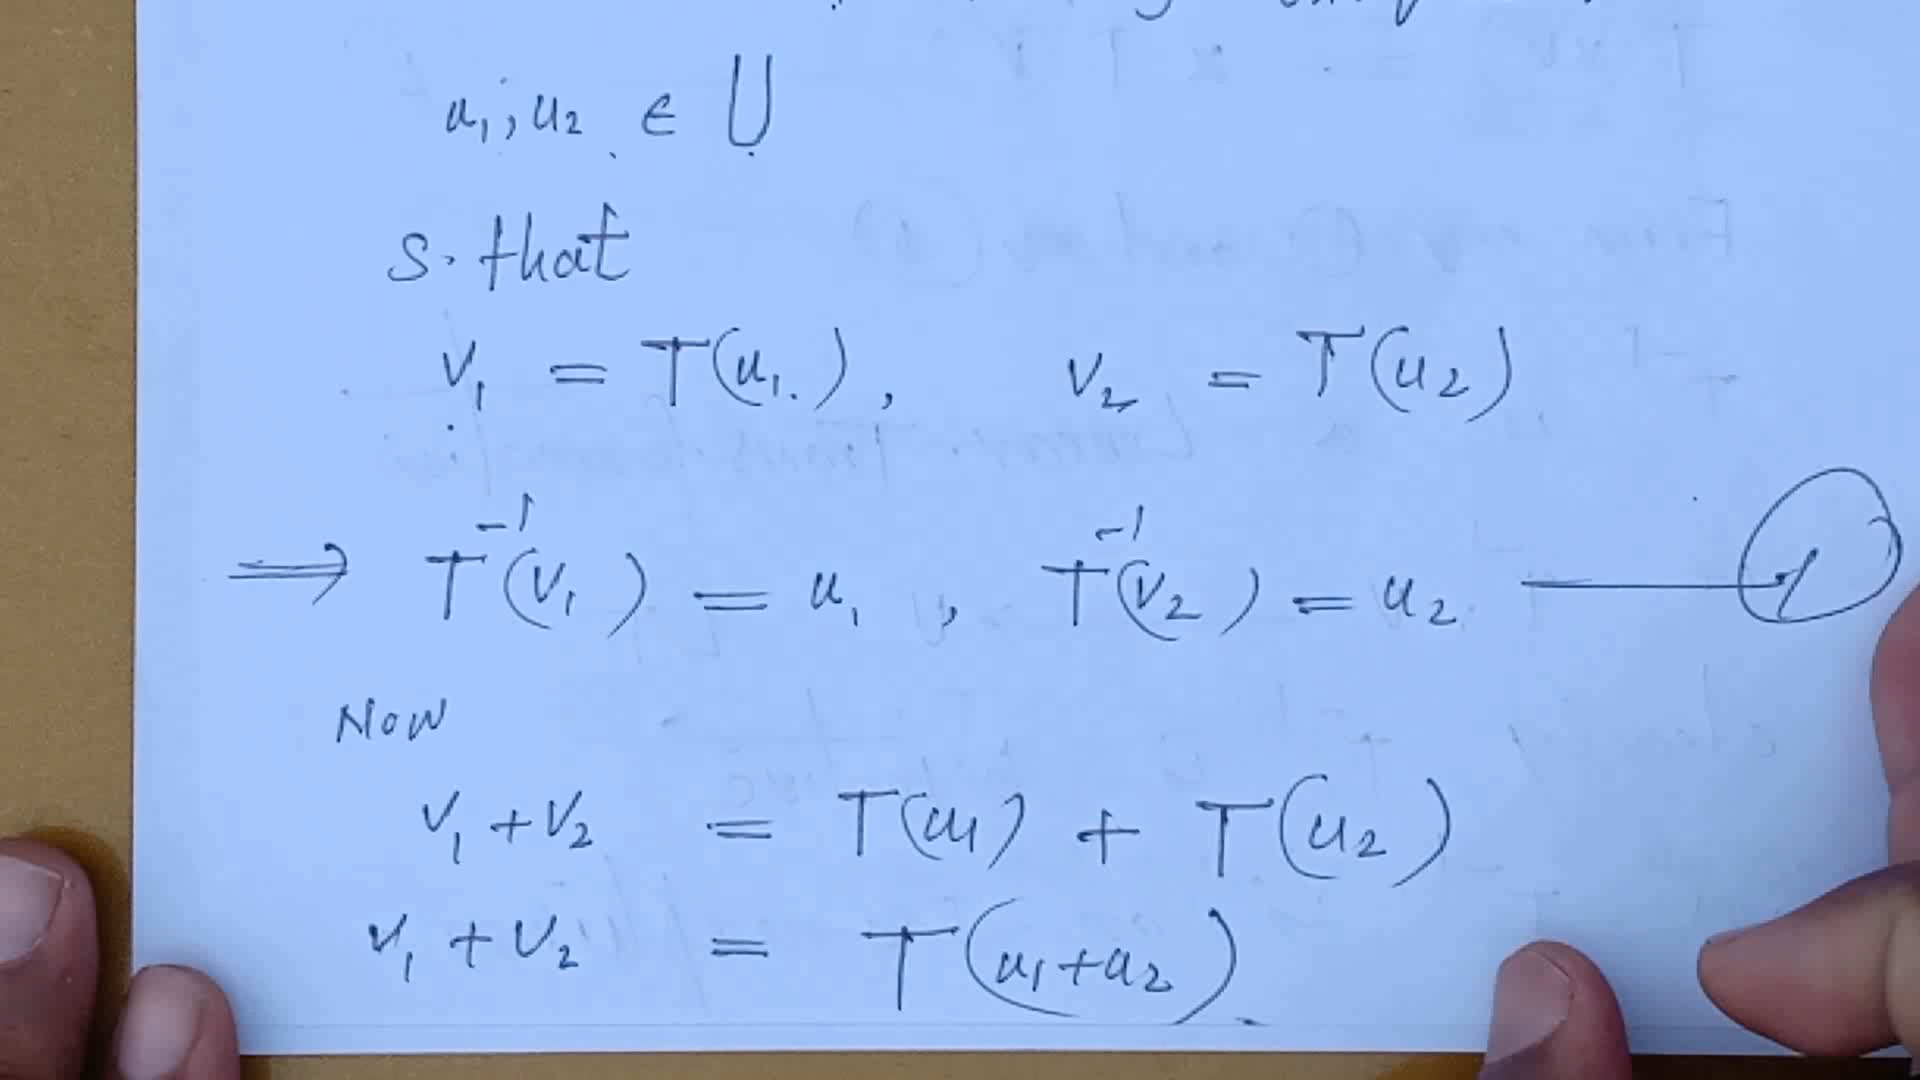 u₁, u₂ ∈ U
s. that
v₁ = T(u₁), v₂ = T(u₂)
⟹ T⁻¹(v₁) = u₁, T⁻¹(v₂) = u₂ —— ①
Now
v₁ + v₂ = T(u₁) + T(u₂)
v₁ + v₂ = T(u₁+u₂).